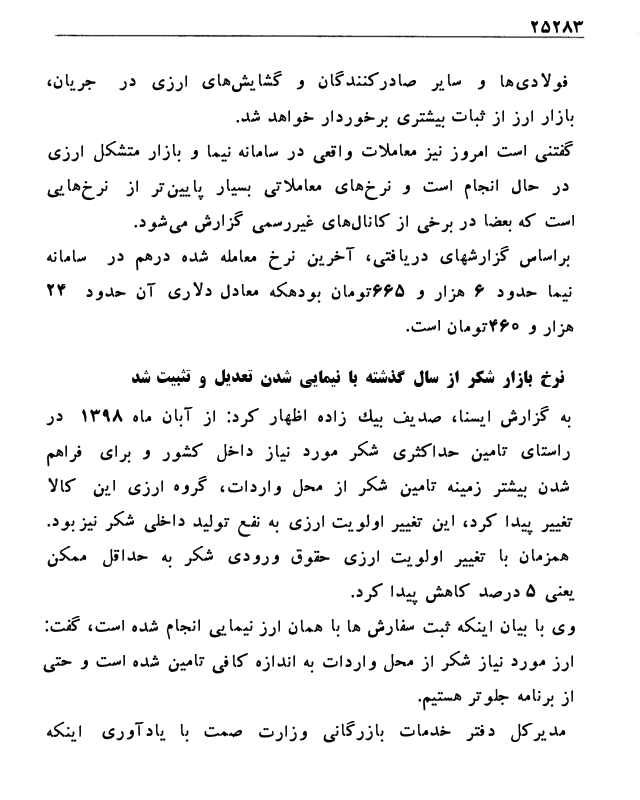 ۲۵۲۸۳
فولادی‌ها و سایر صادرکنندگان و گشایش‌های ارزی در جریان،
بازار ارز از ثبات بیشتری برخوردار خواهد شد.
گفتنی است امروز نیز معاملات واقعی در سامانه نیما و بازار متشکل ارزی
در حال انجام است و نرخ‌های معاملاتی بسیار پایین‌تر از نرخ‌هایی
است که بعضا در برخی از کانال‌های غیررسمی گزارش می‌شود.
براساس گزارشهای دریافتی، آخرین نرخ معامله شده درهم در سامانه
نیما حدود ۶ هزار و ۶۶۵تومان بودهکه معادل دلاری آن حدود ۲۴
هزار و ۴۶۰تومان است.
نرخ بازار شکر از سال گذشته با نیمایی شدن تعدیل و تثبیت شد
به گزارش ایسنا، صدیف بیك زاده اظهار کرد: از آبان ماه ۱۳۹۸ در
راستای تامین حداکثری شکر مورد نیاز داخل کشور و برای فراهم
شدن بیشتر زمینه تامین شکر از محل واردات، گروه ارزی این کالا
تغییر پیدا کرد، این تغییر اولویت ارزی به نفع تولید داخلی شکر نیز بود.
همزمان با تغییر اولویت ارزی حقوق ورودی شکر به حداقل ممکن
یعنی ۵ درصد کاهش پیدا کرد.
وی با بیان اینکه ثبت سفارش ها با همان ارز نیمایی انجام شده است، گفت:
ارز مورد نیاز شکر از محل واردات به اندازه کافی تامین شده است و حتی
از برنامه جلوتر هستیم.
مدیرکل دفتر خدمات بازرگانی وزارت صمت با یادآوری اینکه